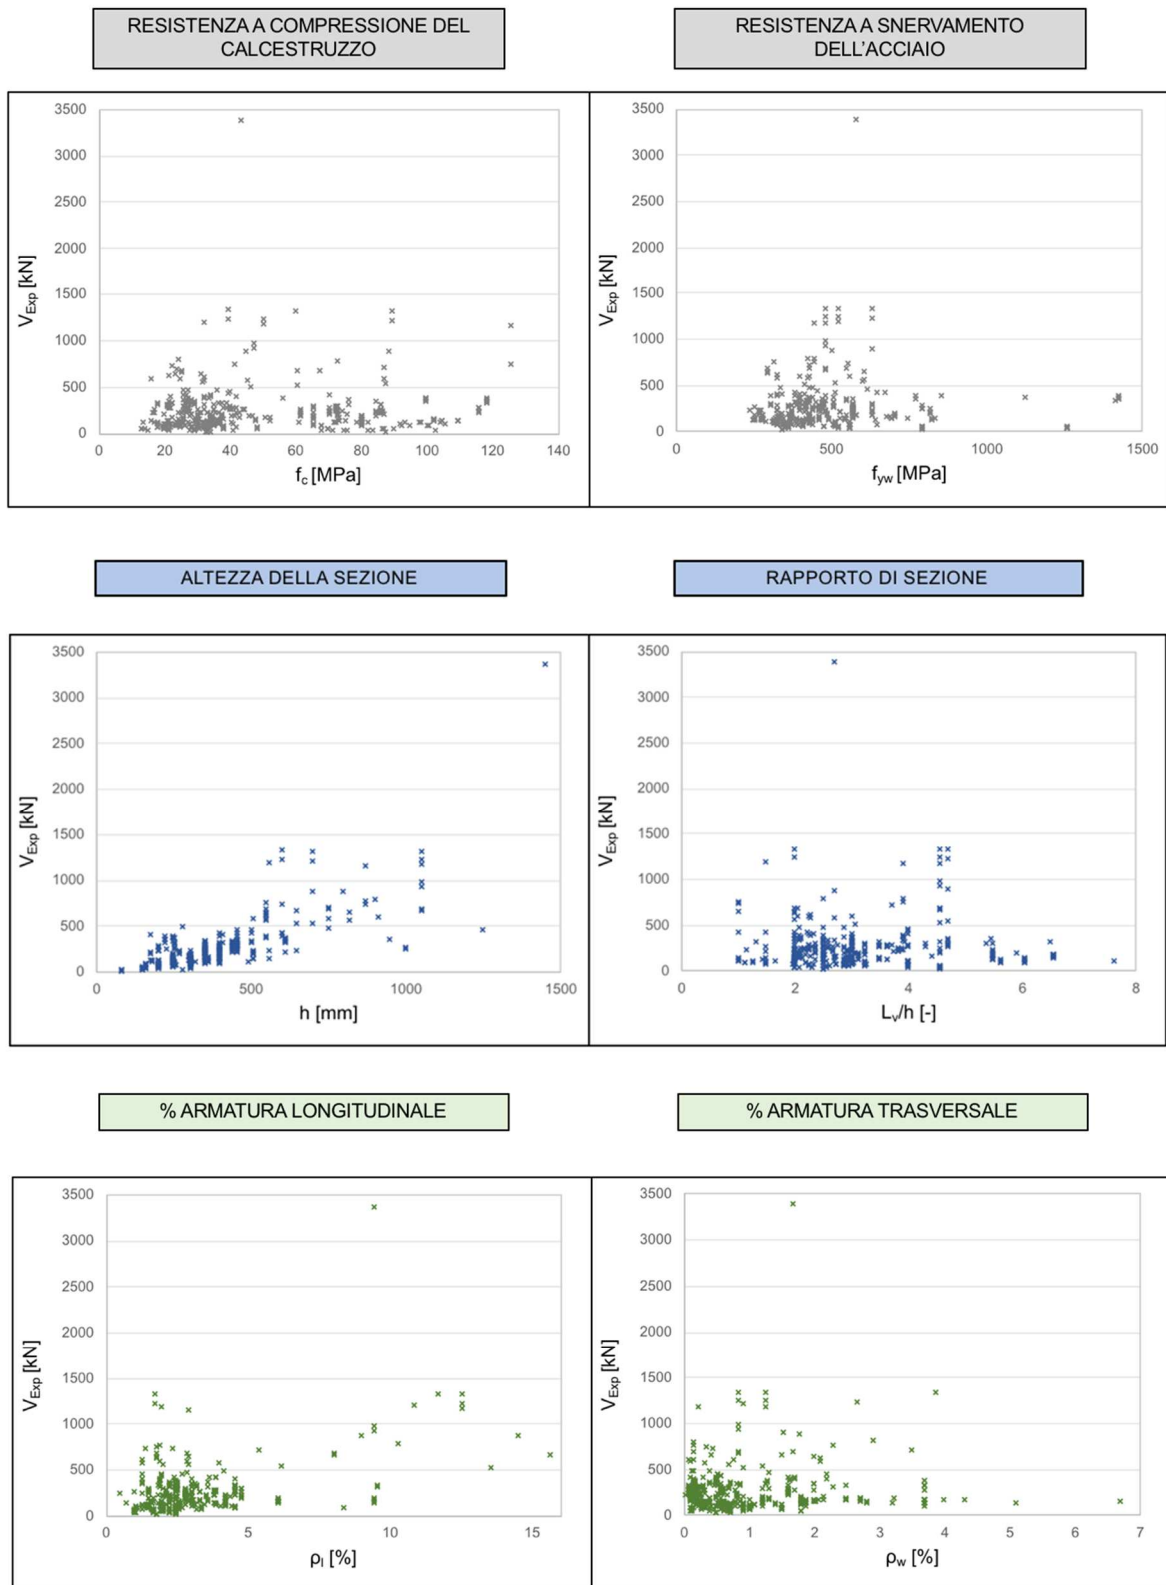 RESISTENZA A COMPRESSIONE DEL
CALCESTRUZZO
RESISTENZA A SNERVAMENTO
DELL'ACCIAIO
3500
3000
2500
2000
1500
1000
500
0
V_Exp [kN]
0 20 40 60 80 100 120 140
f_c [MPa]
3500
3000
2500
2000
1500
1000
500
0
V_Exp [kN]
0 500 1000 1500
f_yw [MPa]
ALTEZZA DELLA SEZIONE
RAPPORTO DI SEZIONE
3500
3000
2500
2000
1500
1000
500
0
V_Exp [kN]
0 500 1000 1500
h [mm]
3500
3000
2500
2000
1500
1000
500
0
V_Exp [kN]
0 2 4 6 8
L_v/h [-]
% ARMATURA LONGITUDINALE
% ARMATURA TRASVERSALE
3500
3000
2500
2000
1500
1000
500
0
V_Exp [kN]
0 5 10 15
ρ_l [%]
3500
3000
2500
2000
1500
1000
500
0
V_Exp [kN]
0 1 2 3 4 5 6 7
ρ_w [%]